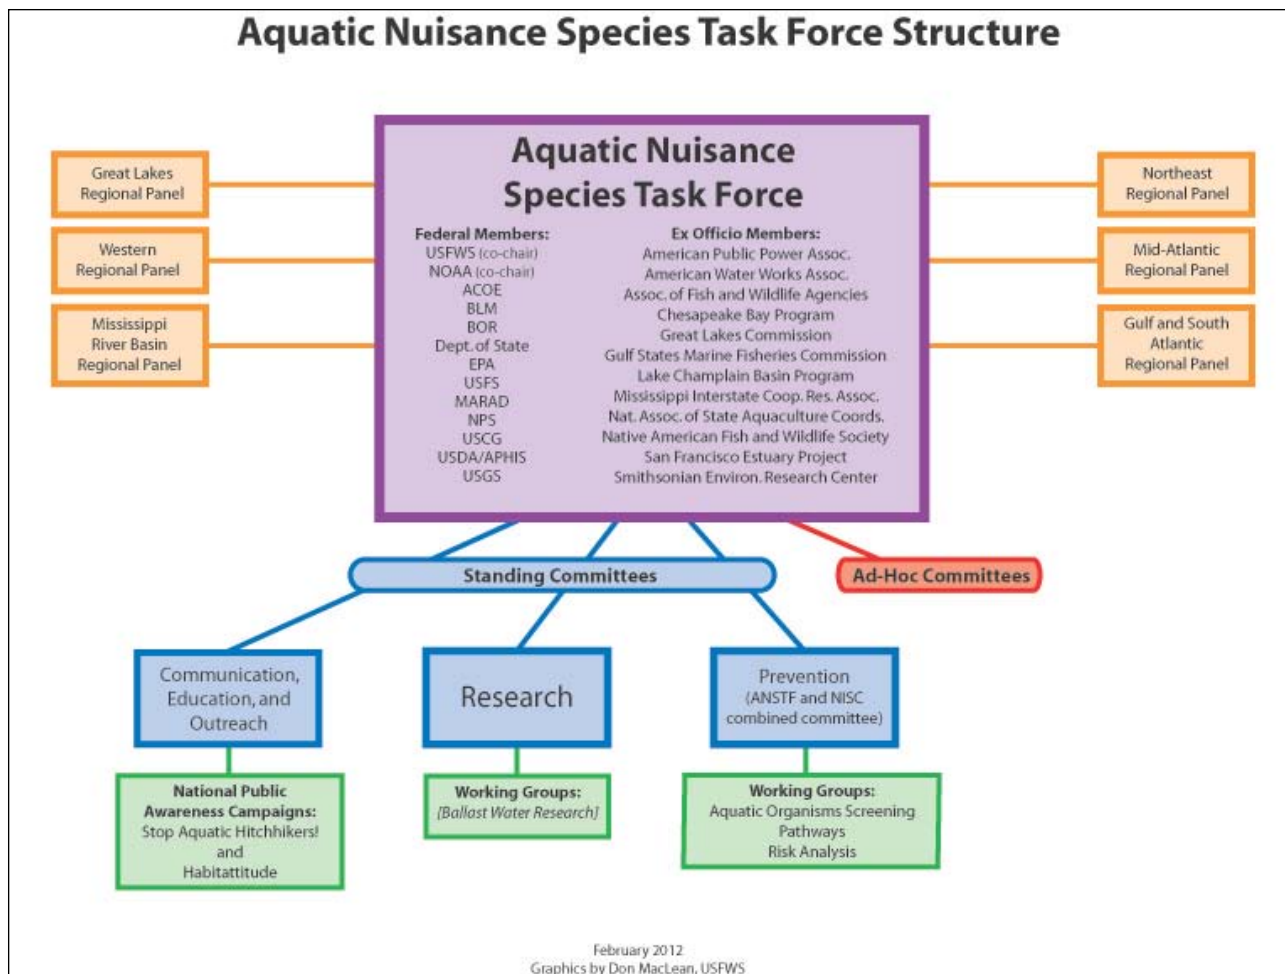 Aquatic Nuisance Species Task Force Structure
Great Lakes
Regional Panel
Western
Regional Panel
Mississippi
River Basin
Regional Panel
Aquatic Nuisance
Species Task Force
Federal Members:
USFWS (co-chair)
NOAA (co-chair)
ACOE
BLM
BOR
Dept. of State
EPA
USFS
MARAD
NPS
USCG
USDA/APHIS
USGS
Ex Officio Members:
American Public Power Assoc.
American Water Works Assoc.
Assoc. of Fish and Wildlife Agencies
Chesapeake Bay Program
Great Lakes Commission
Gulf States Marine Fisheries Commission
Lake Champlain Basin Program
Mississippi Interstate Coop. Res. Assoc.
Nat. Assoc. of State Aquaculture Coords.
Native American Fish and Wildlife Society
San Francisco Estuary Project
Smithsonian Environ. Research Center
Northeast
Regional Panel
Mid-Atlantic
Regional Panel
Gulf and South
Atlantic
Regional Panel
Standing Committees
Ad-Hoc Committees
Communication,
Education, and
Outreach
Research
Prevention
(ANSTF and NISC
combined committee)
National Public
Awareness Campaigns:
Stop Aquatic Hitchhikers!
and
Habitattitude
Working Groups:
[Ballast Water Research]
Working Groups:
Aquatic Organisms Screening
Pathways
Risk Analysis
February 2012
Graphics by Don MacLean, USFWS